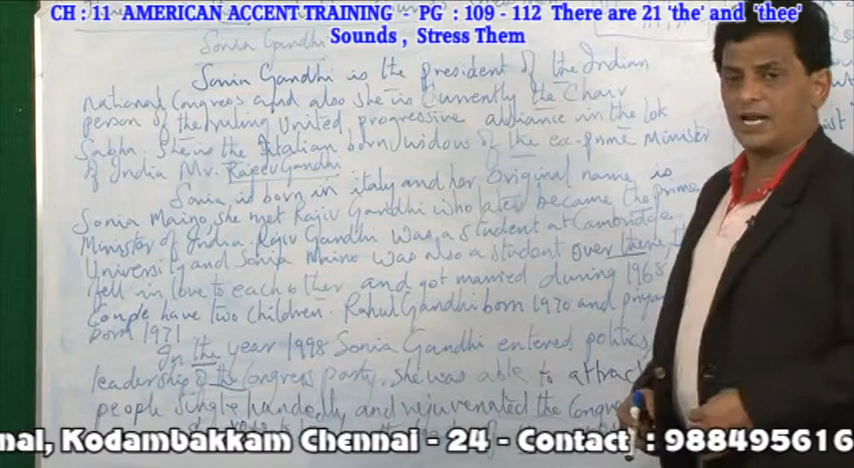 CH : 11 AMERICAN ACCENT TRAINING - PG : 109 - 112 There are 21 'the' and 'thee'
Sounds , Stress Them
Sonia Gandhi
Sonia Gandhi is the president of the Indian
national Congress and also she is currently the Chair
person of the ruling United progressive alliance in the lok
Sabha. She is the Italian born widow of the ex-prime Minister
of India Mr. Rajeev Gandhi
Sonia, is born in italy and her Original name is
Sonia Maino, she met Rajiv Gandhi who later became the prime
Minister of India. Rajiv Gandhi was a student at Cambridge
University and Sonia Maino was also a student over there,
fell in love to each other and got married during 1968
Couple have two children. Rahul Gandhi born 1970 and
born 1971
In the year 1998 Sonia Gandhi entered politics
leadership of the Congress party. She was able to attract
people single handedly and rejuvenated the Congre
nal, Kodambakkam Chennai - 24 - Contact : 988495616